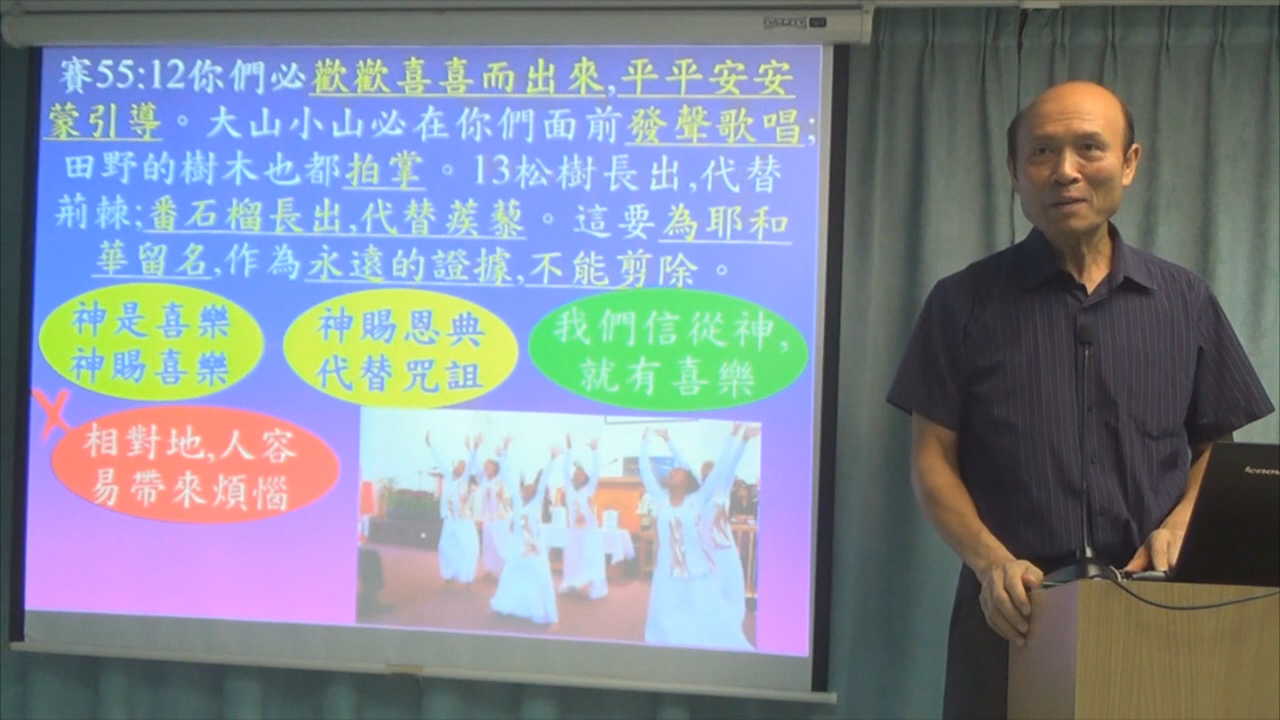 DA-LITE
賽55:12你們必歡歡喜喜而出來,平平安安
蒙引導。大山小山必在你們面前發聲歌唱;
田野的樹木也都拍掌。13松樹長出,代替
荊棘;番石榴長出,代替蒺藜。這要為耶和
華留名,作為永遠的證據,不能剪除。
神是喜樂
神賜喜樂
神賜恩典
代替咒詛
我們信從神,
就有喜樂
X
相對地,人容
易帶來煩惱
lenovo